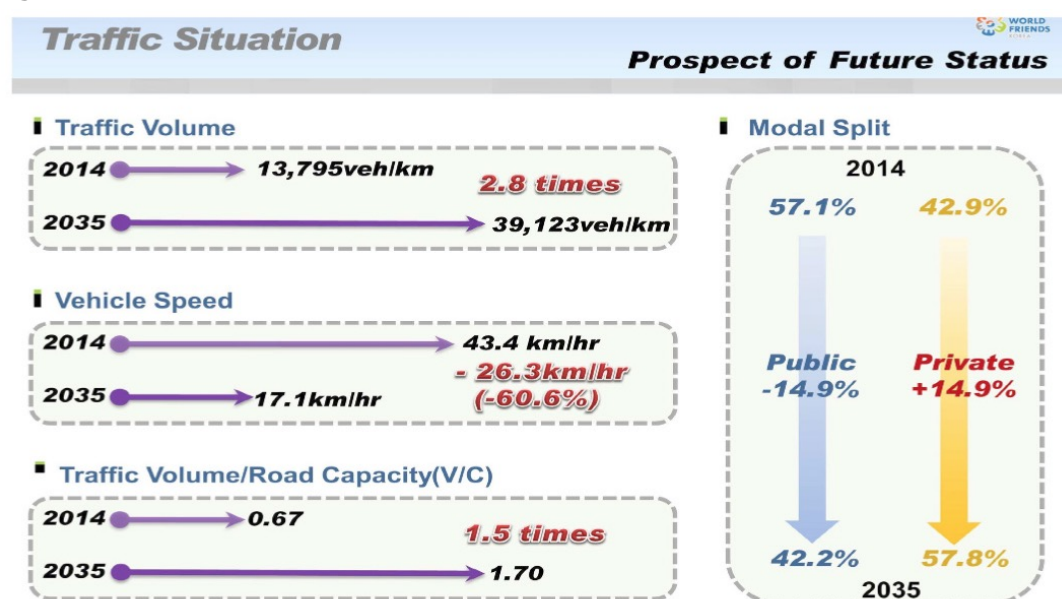 Traffic Situation
WORLD
FRIENDS
KOREA
Prospect of Future Status
Traffic Volume
2014 13,795veh/km
2.8 times
2035 39,123veh/km
Vehicle Speed
2014 43.4 km/hr
- 26.3km/hr
(-60.6%)
2035 17.1km/hr
Traffic Volume/Road Capacity(V/C)
2014 0.67
1.5 times
2035 1.70
Modal Split
2014
57.1% 42.9%
Public Private
-14.9% +14.9%
42.2% 57.8%
2035